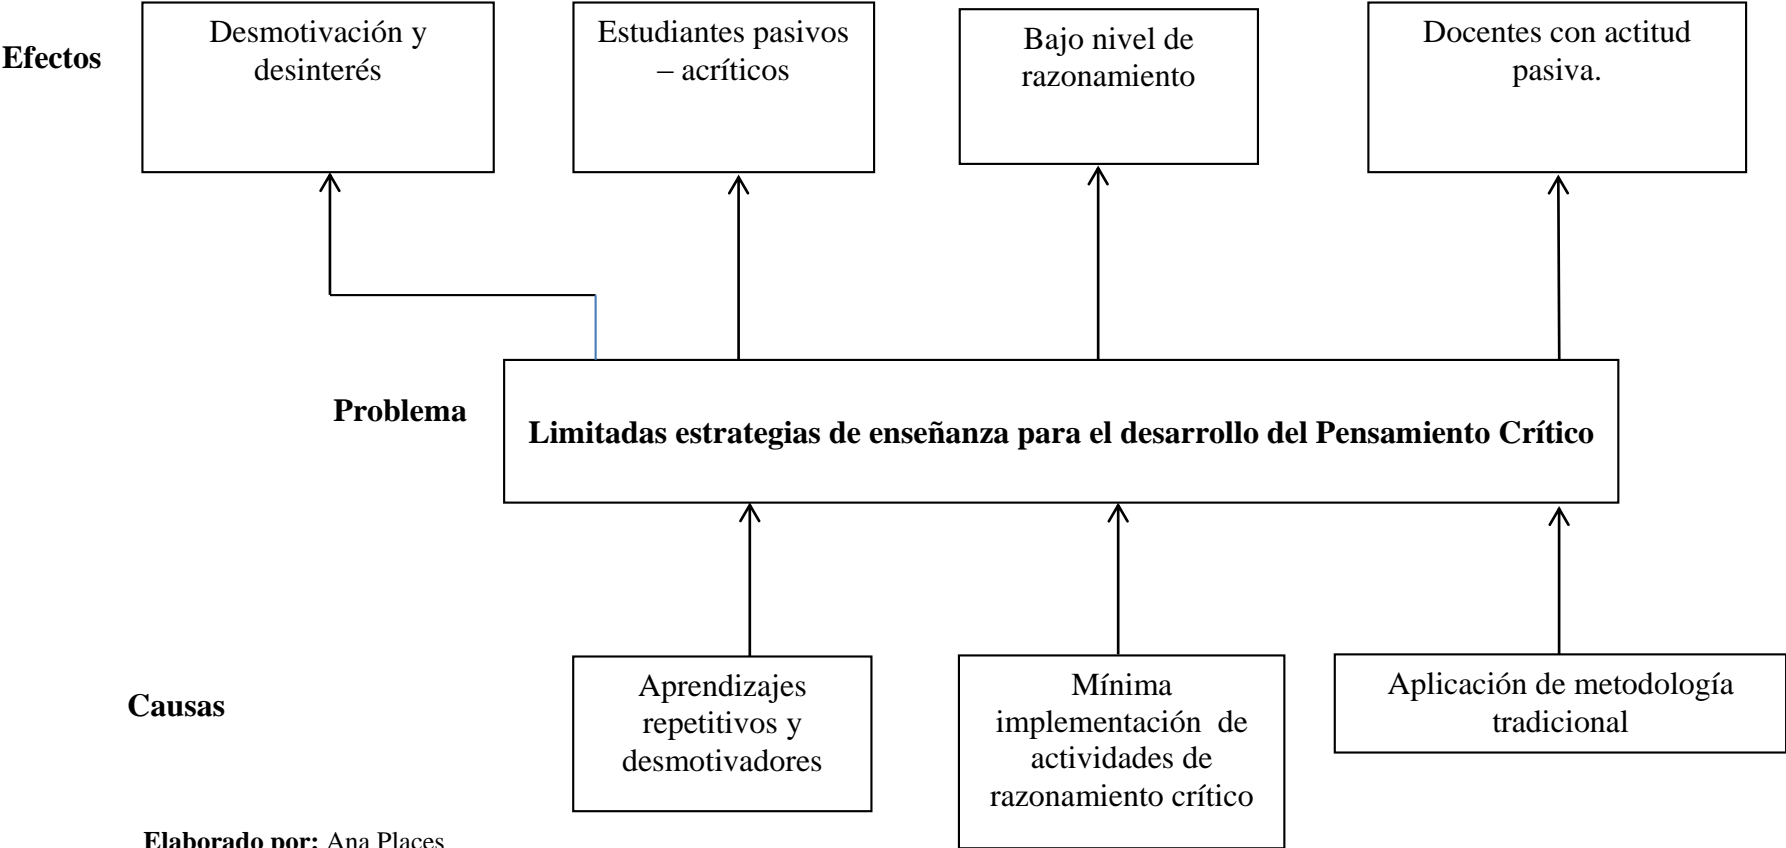 Efectos
Desmotivación y
desinterés
Estudiantes pasivos
– acríticos
Bajo nivel de
razonamiento
Docentes con actitud
pasiva.
Problema
Limitadas estrategias de enseñanza para el desarrollo del Pensamiento Crítico
Causas
Aprendizajes
repetitivos y
desmotivadores
Mínima
implementación de
actividades de
razonamiento crítico
Aplicación de metodología
tradicional
Elaborado por: Ana Places